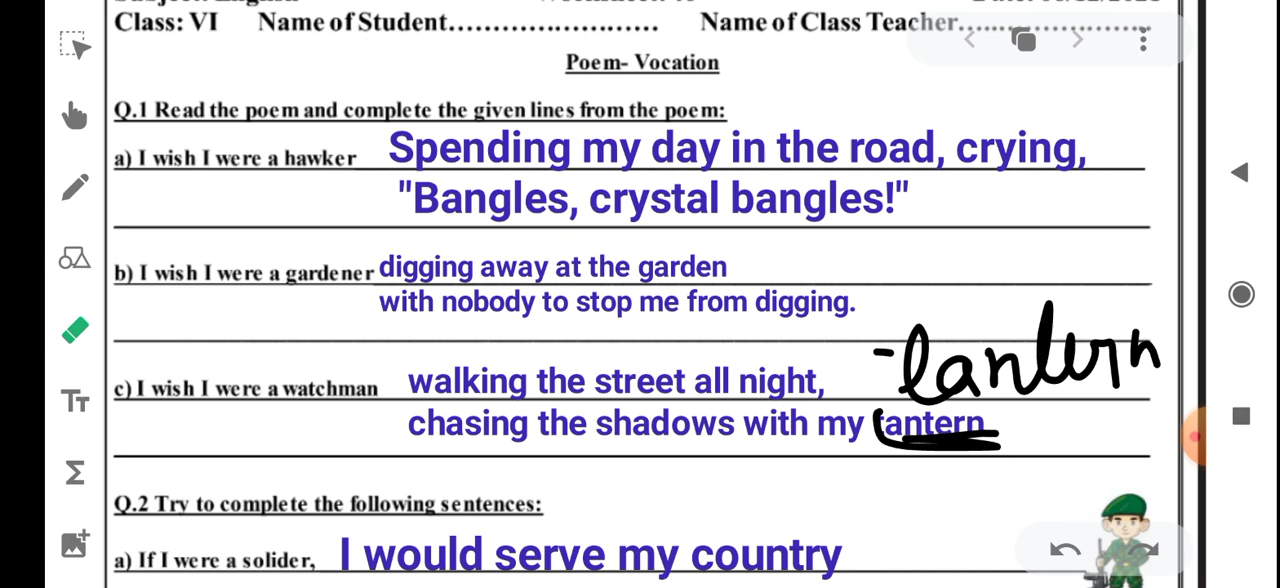 Class: VI Name of Student........................ Name of Class Teacher........................
Poem- Vocation
Q.1 Read the poem and complete the given lines from the poem:
a) I wish I were a hawker Spending my day in the road, crying,
"Bangles, crystal bangles!"
b) I wish I were a gardener digging away at the garden
with nobody to stop me from digging.
-lantern
c) I wish I were a watchman walking the street all night,
chasing the shadows with my lantern
Q.2 Try to complete the following sentences:
a) If I were a solider, I would serve my country